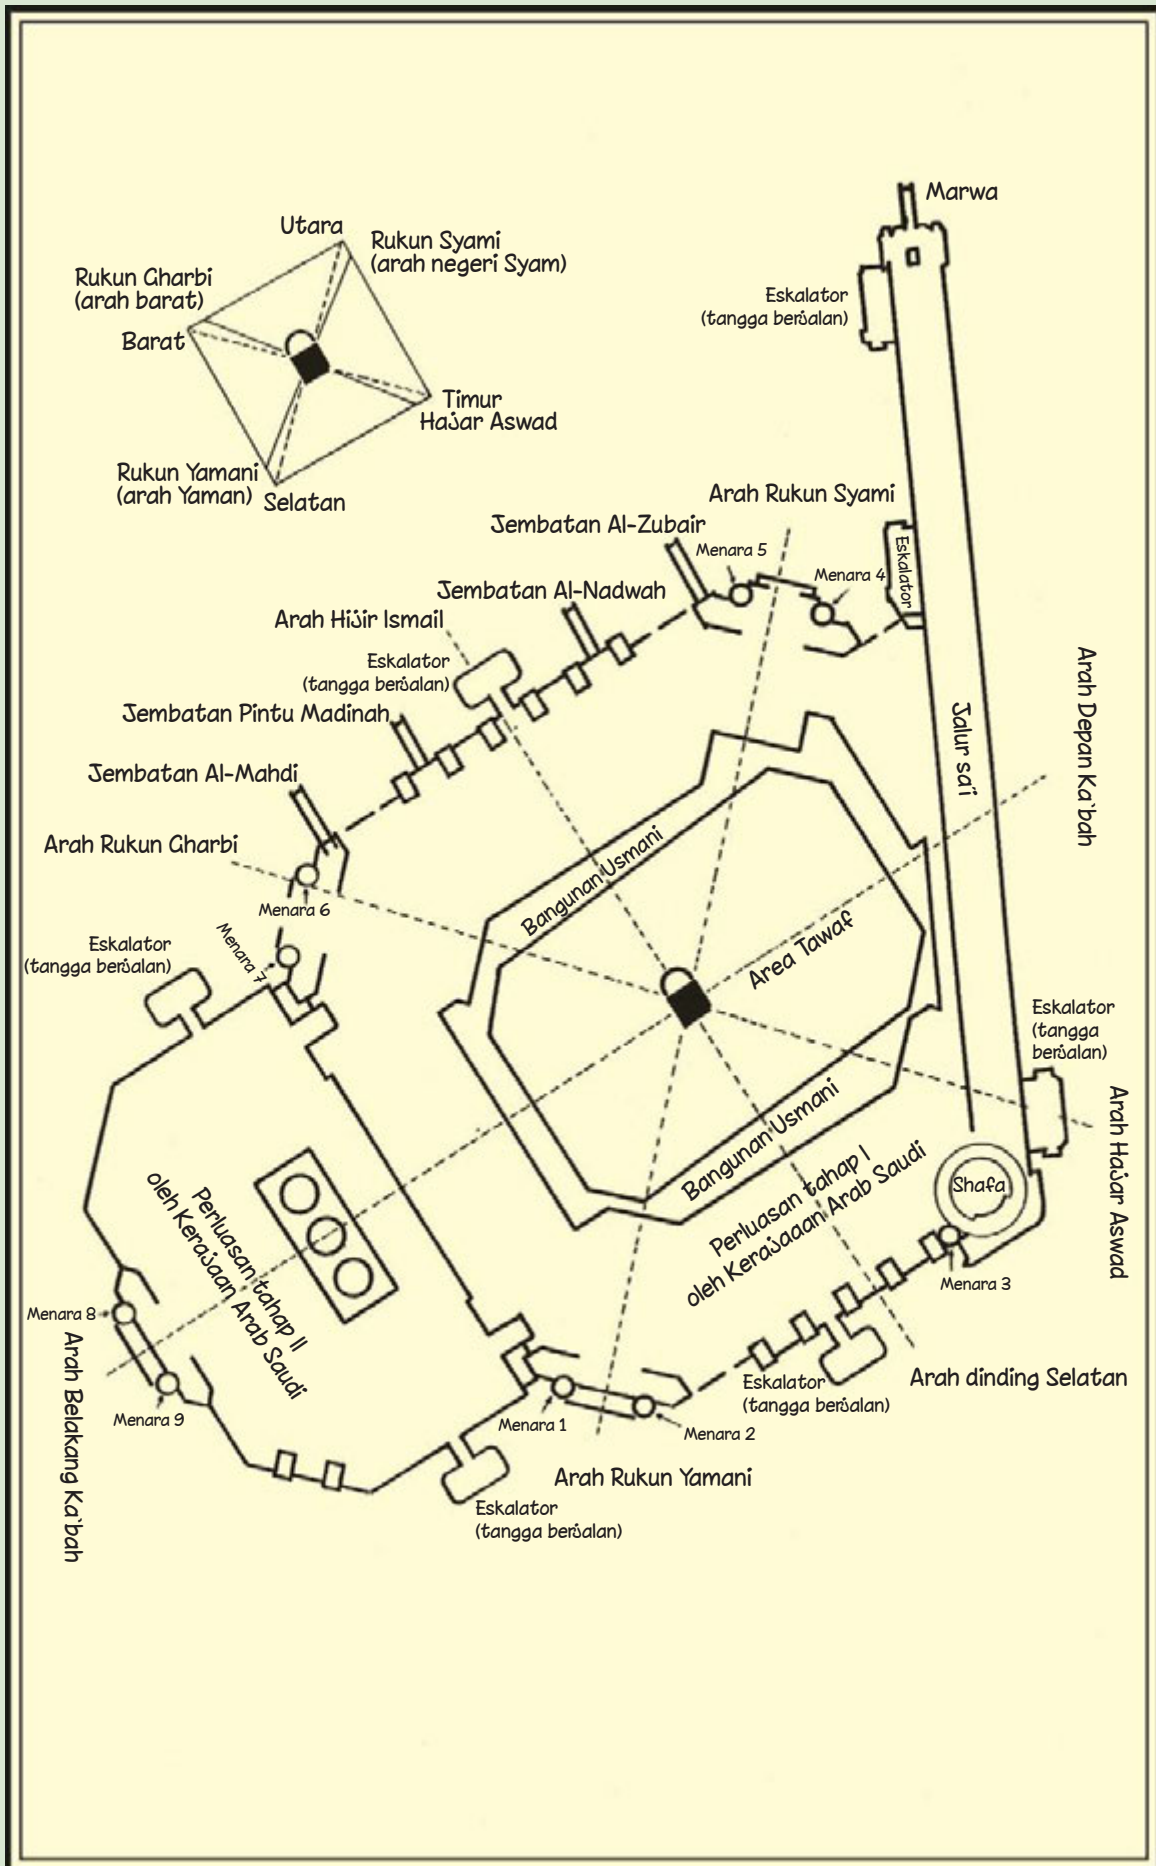 Marwa
Utara
Rukun Syami
(arah negeri Syam)
Rukun Gharbi
(arah barat)
Barat
Eskalator
(tangga berjalan)
Timur
Hajar Aswad
Rukun Yamani
(arah Yaman)
Selatan
Arah Rukun Syami
Jembatan Al-Zubair
Menara 5
Menara 4
Eskalator
Jembatan Al-Nadwah
Arah Hijir Ismail
Eskalator
(tangga berjalan)
Jembatan Pintu Madinah
Jembatan Al-Mahdi
Arah Rukun Gharbi
Menara 6
Menara 7
Eskalator
(tangga berjalan)
Arah Depan Ka`bah
Jalur sa'i
Bangunan Usmani
Area Tawaf
Eskalator
(tangga
berjalan)
Arah Hajar Aswad
Bangunan Usmani
Perluasan tahap I
oleh Kerajaaan Arab Saudi
Shafa
Menara 3
Perluasan tahap II
oleh Kerajaan Arab Saudi
Menara 8
Arah Belakang Ka`bah
Menara 9
Menara 1
Menara 2
Eskalator
(tangga berjalan)
Arah dinding Selatan
Arah Rukun Yamani
Eskalator
(tangga berjalan)